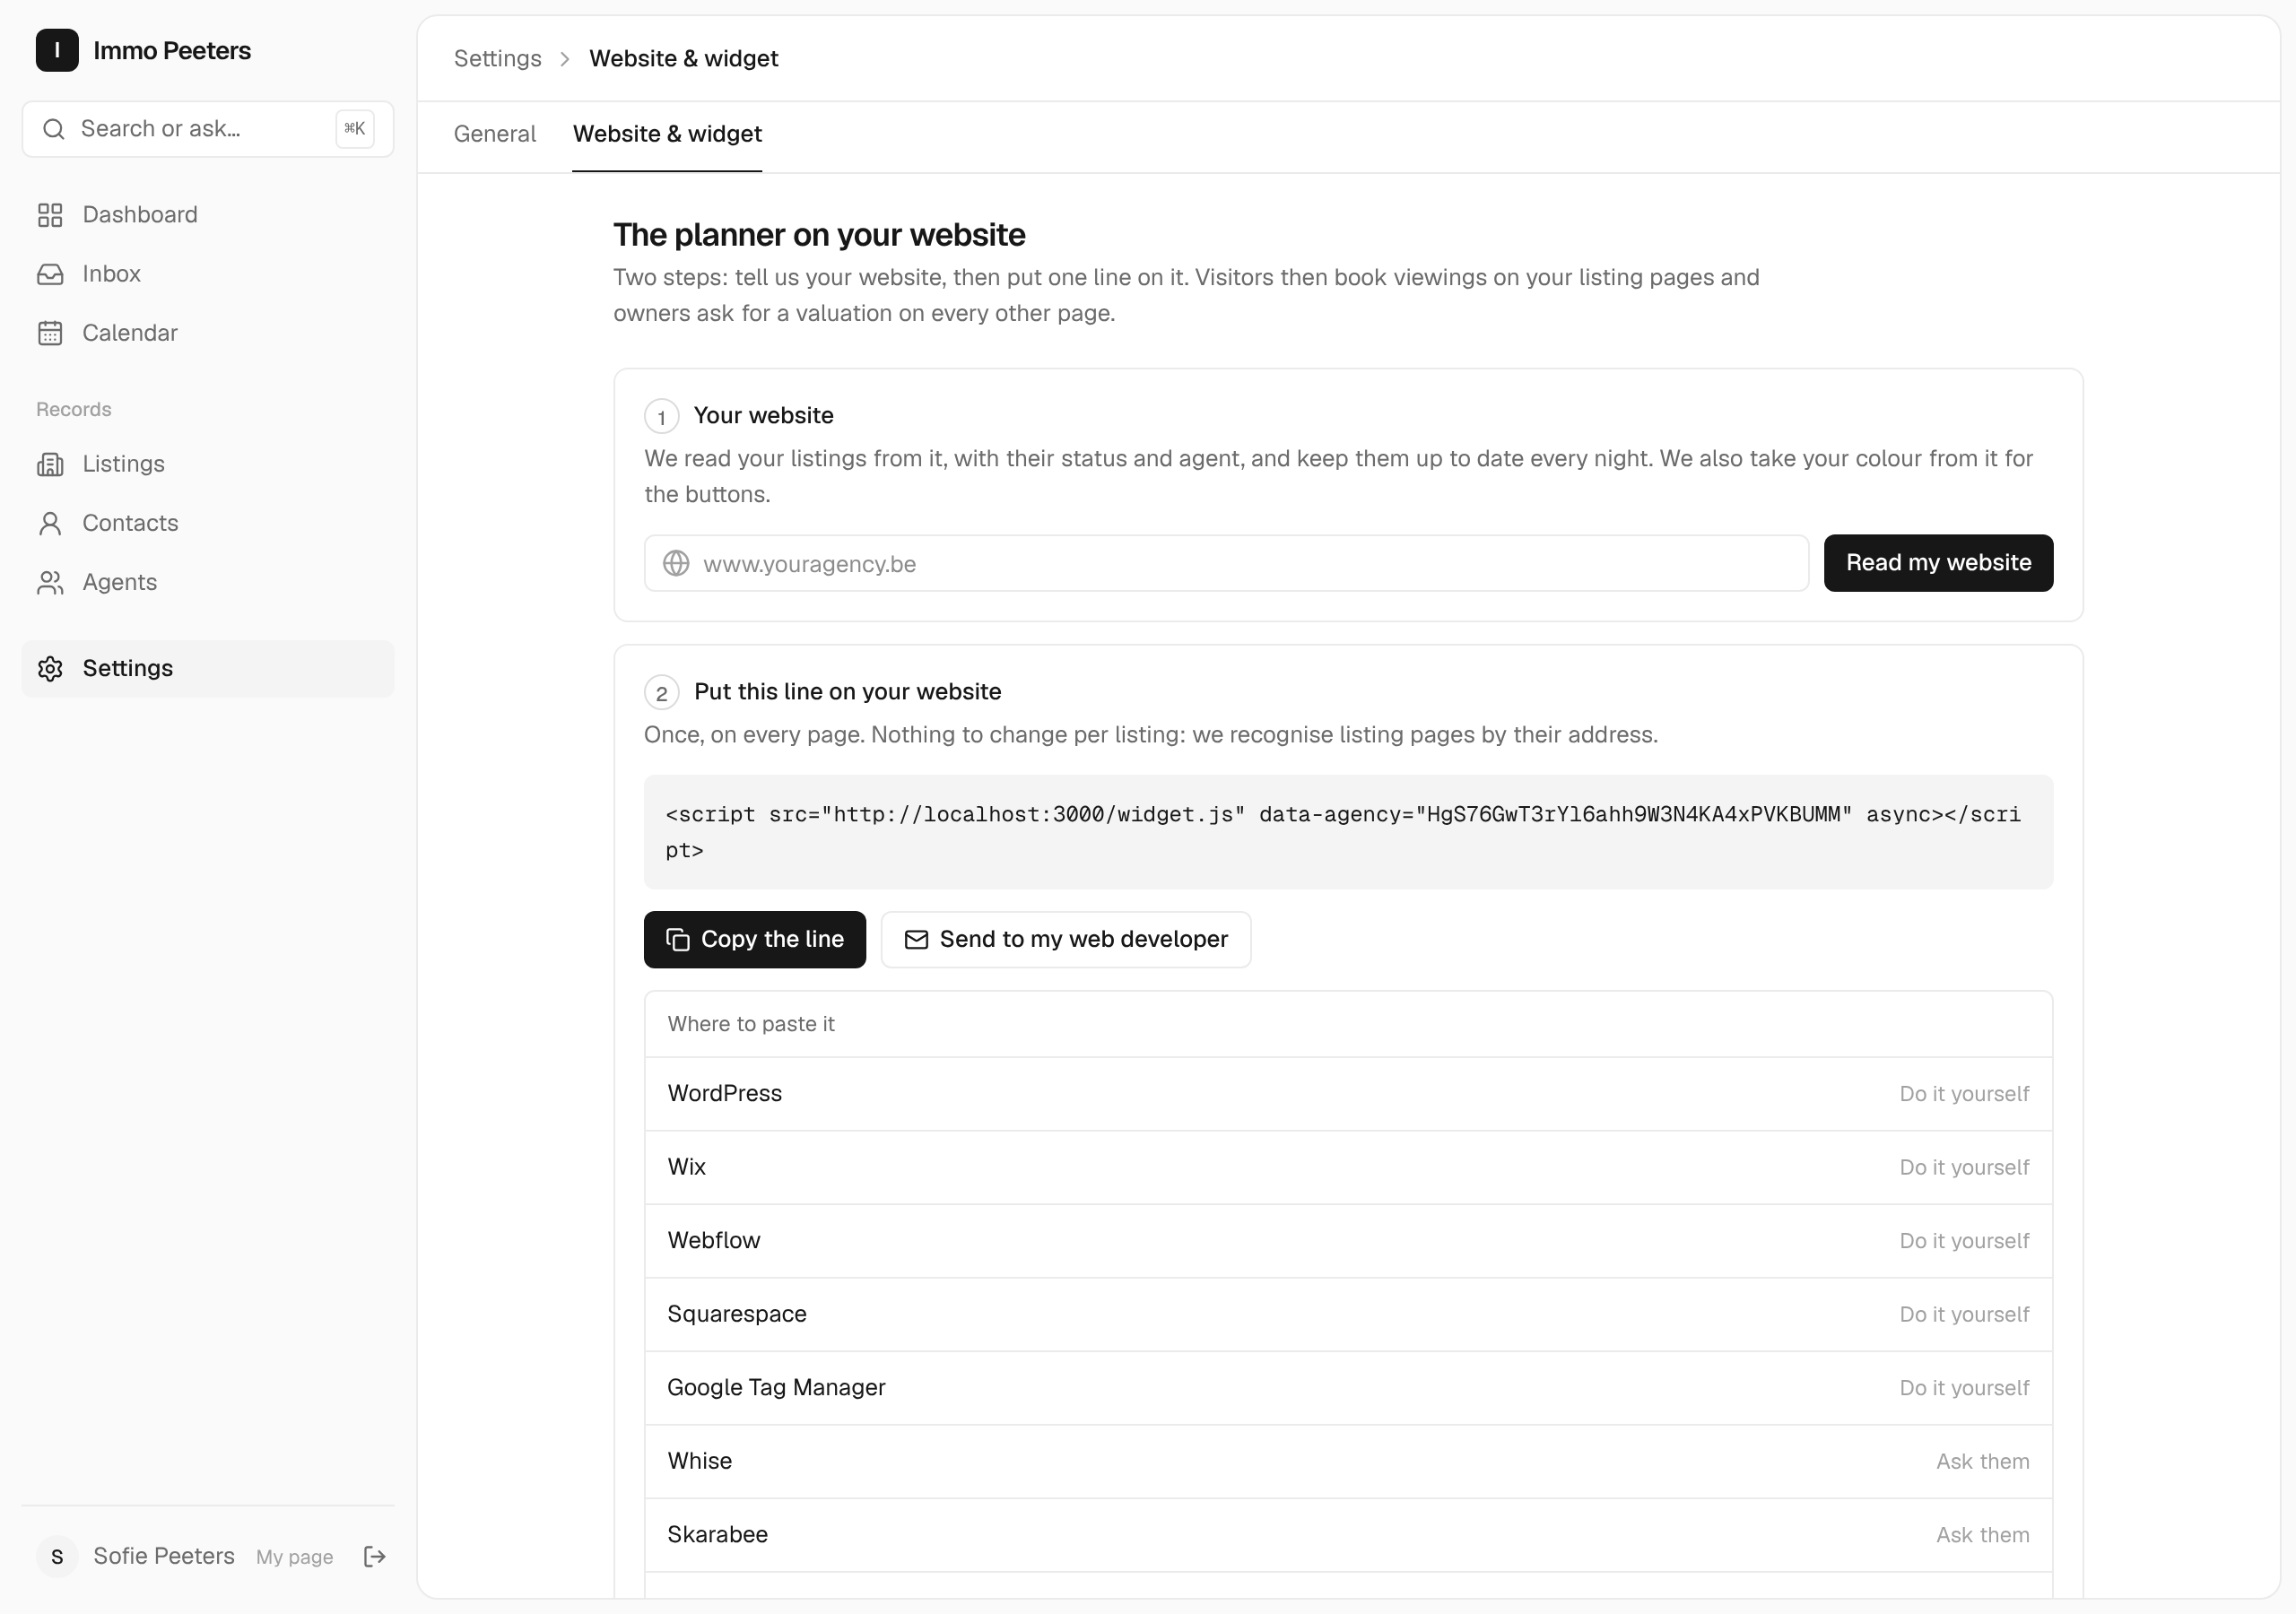 I Immo Peeters
Search or ask... ⌘K
Dashboard
Inbox
Calendar
Records
Listings
Contacts
Agents
Settings
S Sofie Peeters My page
Settings > Website & widget
General Website & widget
The planner on your website
Two steps: tell us your website, then put one line on it. Visitors then book viewings on your listing pages and
owners ask for a valuation on every other page.
1 Your website
We read your listings from it, with their status and agent, and keep them up to date every night. We also take your colour from it for
the buttons.
www.youragency.be Read my website
2 Put this line on your website
Once, on every page. Nothing to change per listing: we recognise listing pages by their address.
<script src="http://localhost:3000/widget.js" data-agency="HgS76GwT3rYl6ahh9W3N4KA4xPVKBUMM" async></scri
pt>
Copy the line Send to my web developer
Where to paste it
WordPress Do it yourself
Wix Do it yourself
Webflow Do it yourself
Squarespace Do it yourself
Google Tag Manager Do it yourself
Whise Ask them
Skarabee Ask them